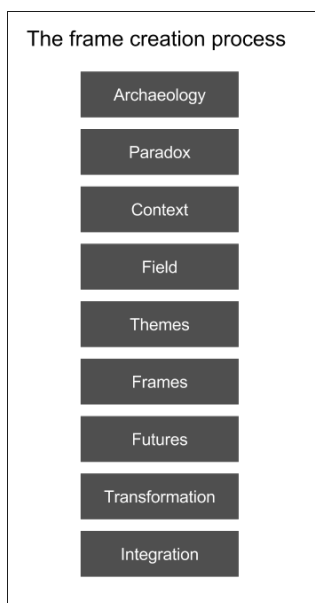 The frame creation process
Archaeology
Paradox
Context
Field
Themes
Frames
Futures
Transformation
Integration